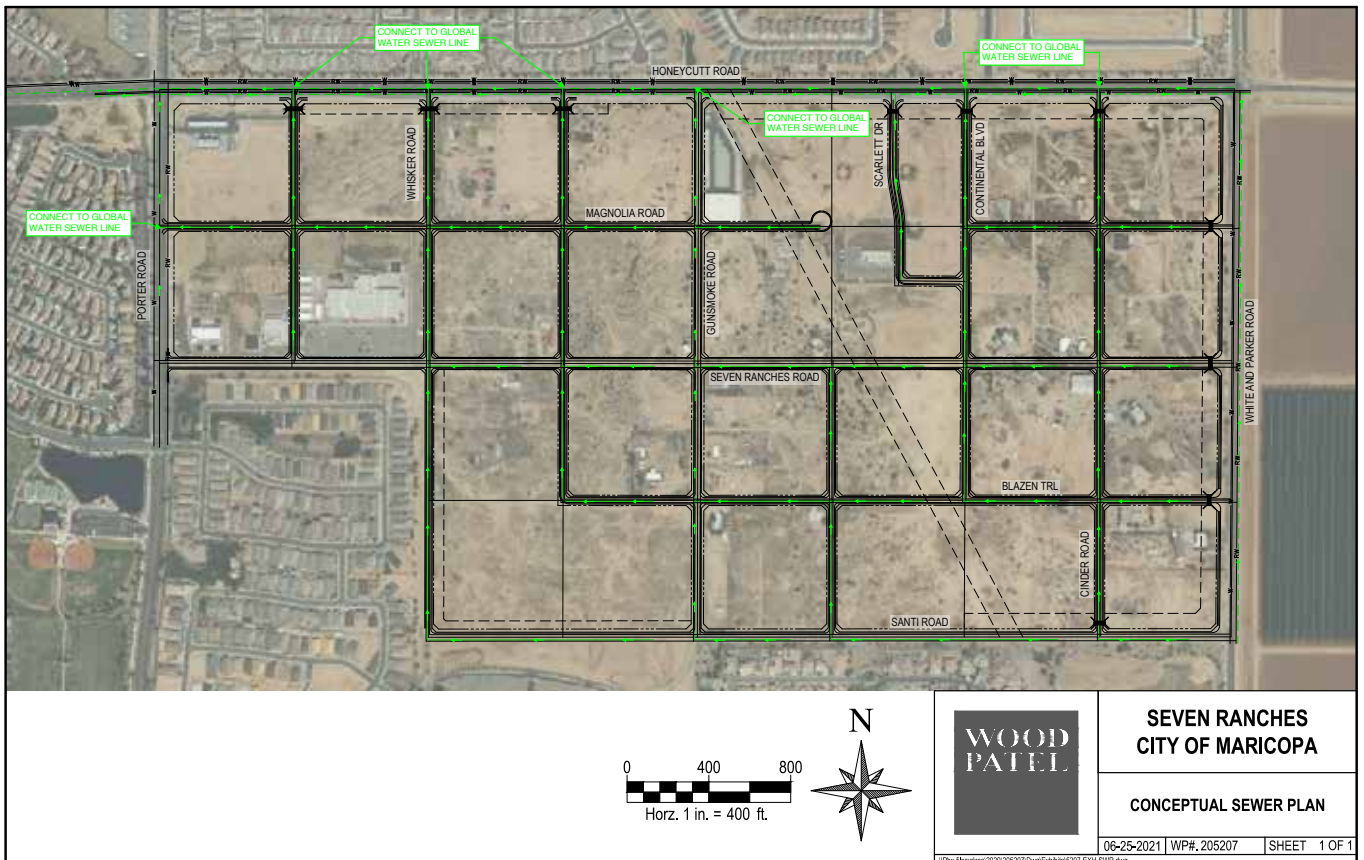 CONNECT TO GLOBAL
WATER SEWER LINE
CONNECT TO GLOBAL
WATER SEWER LINE
HONEYCUTT ROAD
CONNECT TO GLOBAL
WATER SEWER LINE
WHISKER ROAD
SCARLETT DR
CONTINENTAL BLVD
CONNECT TO GLOBAL
WATER SEWER LINE
MAGNOLIA ROAD
PORTER ROAD
GUNSMOKE ROAD
WHITE AND PARKER ROAD
SEVEN RANCHES ROAD
BLAZEN TRL
CINDER ROAD
SANTI ROAD
N
0 400 800
Horz. 1 in. = 400 ft.
WOOD
PATEL
SEVEN RANCHES
CITY OF MARICOPA
CONCEPTUAL SEWER PLAN
06-25-2021 WP#. 205207 SHEET 1 OF 1